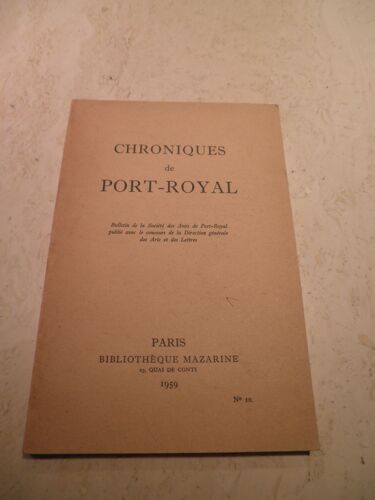 CHRONIQUES
de
PORT-ROYAL
Bulletin de la Société des Amis de Port-Royal
publié avec le concours de la Direction générale
des Arts et des Lettres
PARIS
BIBLIOTHÈQUE MAZARINE
23, QUAI DE CONTI
1959
Nº 10.